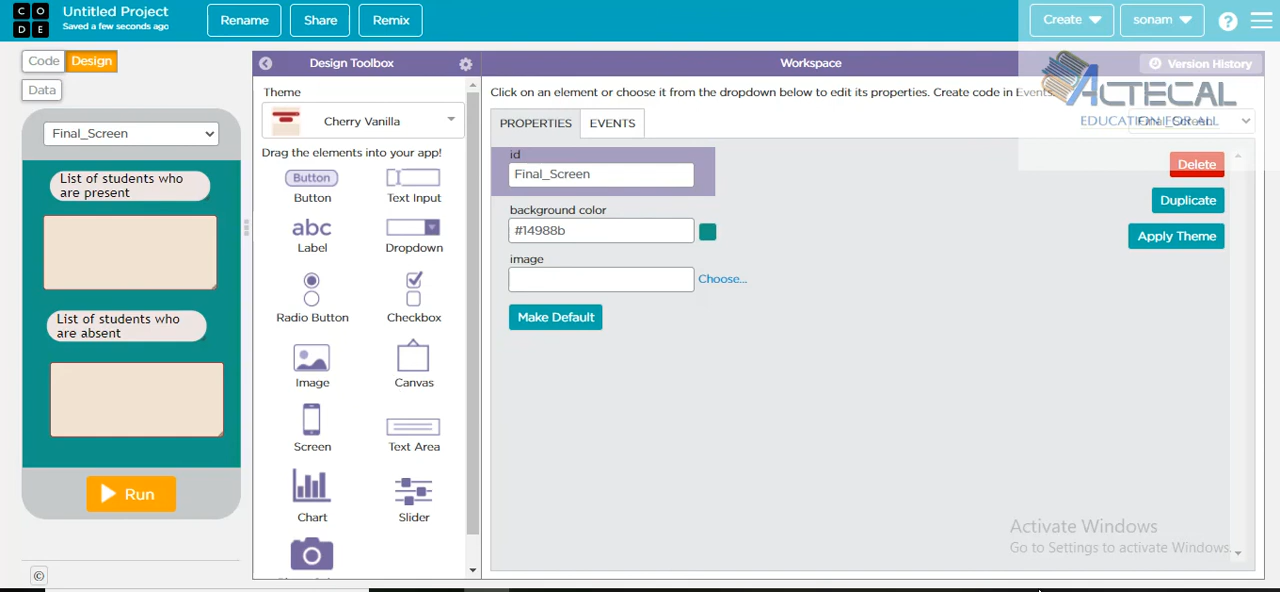 C O
D E
Untitled Project
Saved a few seconds ago
Rename
Share
Remix
Create
sonam
?
Code
Design
Data
Design Toolbox
Workspace
Version History
Final_Screen
List of students who
are present
List of students who
are absent
Run
©
Theme
Cherry Vanilla
Drag the elements into your app!
Button
Button
Text Input
abc
Label
Dropdown
Radio Button
Checkbox
Image
Canvas
Screen
Text Area
Chart
Slider
Click on an element or choose it from the dropdown below to edit its properties. Create code in Events.
PROPERTIES
EVENTS
Final_Screen
ACTECAL
EDUCATION FOR ALL
id
Final_Screen
background color
#14988b
image
Choose...
Make Default
Delete
Duplicate
Apply Theme
Activate Windows
Go to Settings to activate Windows.